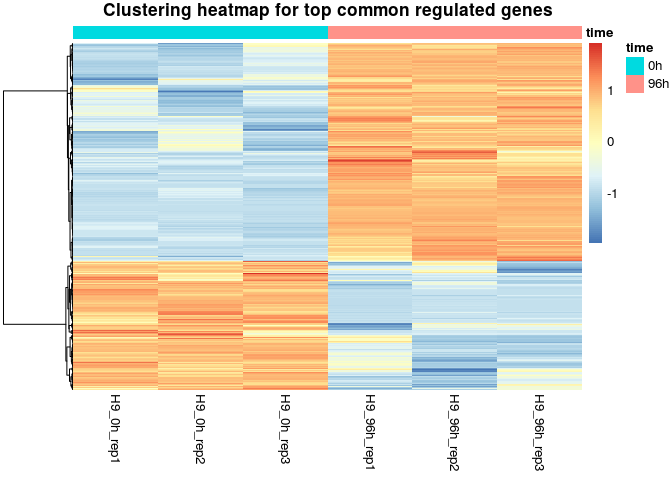 Clustering heatmap for top common regulated genes
time
time
0h
96h
1
0
-1
H9_0h_rep1
H9_0h_rep2
H9_0h_rep3
H9_96h_rep1
H9_96h_rep2
H9_96h_rep3